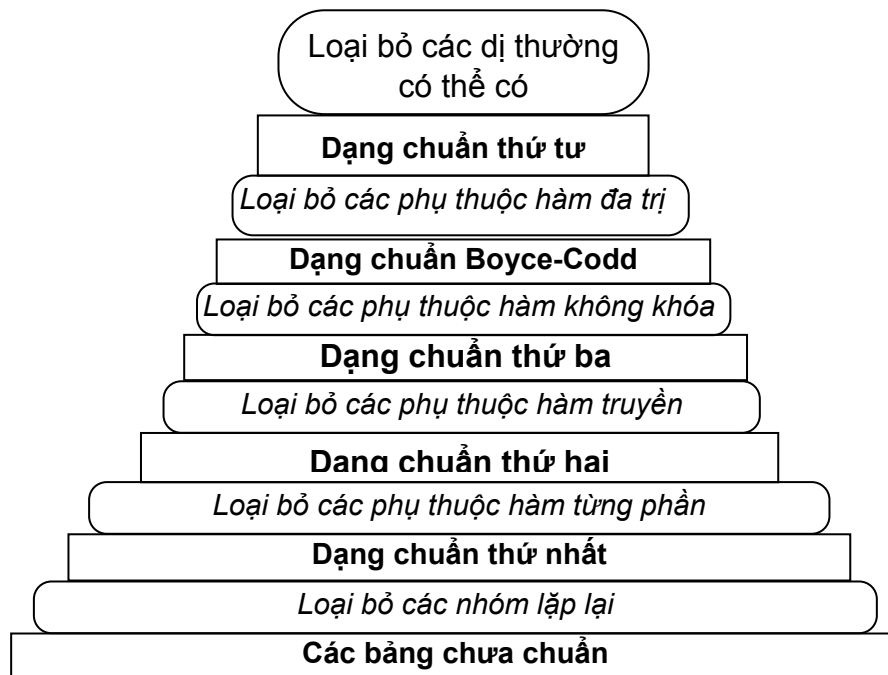 Loại bỏ các dị thường
có thể có
Dạng chuẩn thứ tư
Loại bỏ các phụ thuộc hàm đa trị
Dạng chuẩn Boyce-Codd
Loại bỏ các phụ thuộc hàm không khóa
Dạng chuẩn thứ ba
Loại bỏ các phụ thuộc hàm truyền
Dạng chuẩn thứ hai
Loại bỏ các phụ thuộc hàm từng phần
Dạng chuẩn thứ nhất
Loại bỏ các nhóm lặp lại
Các bảng chưa chuẩn